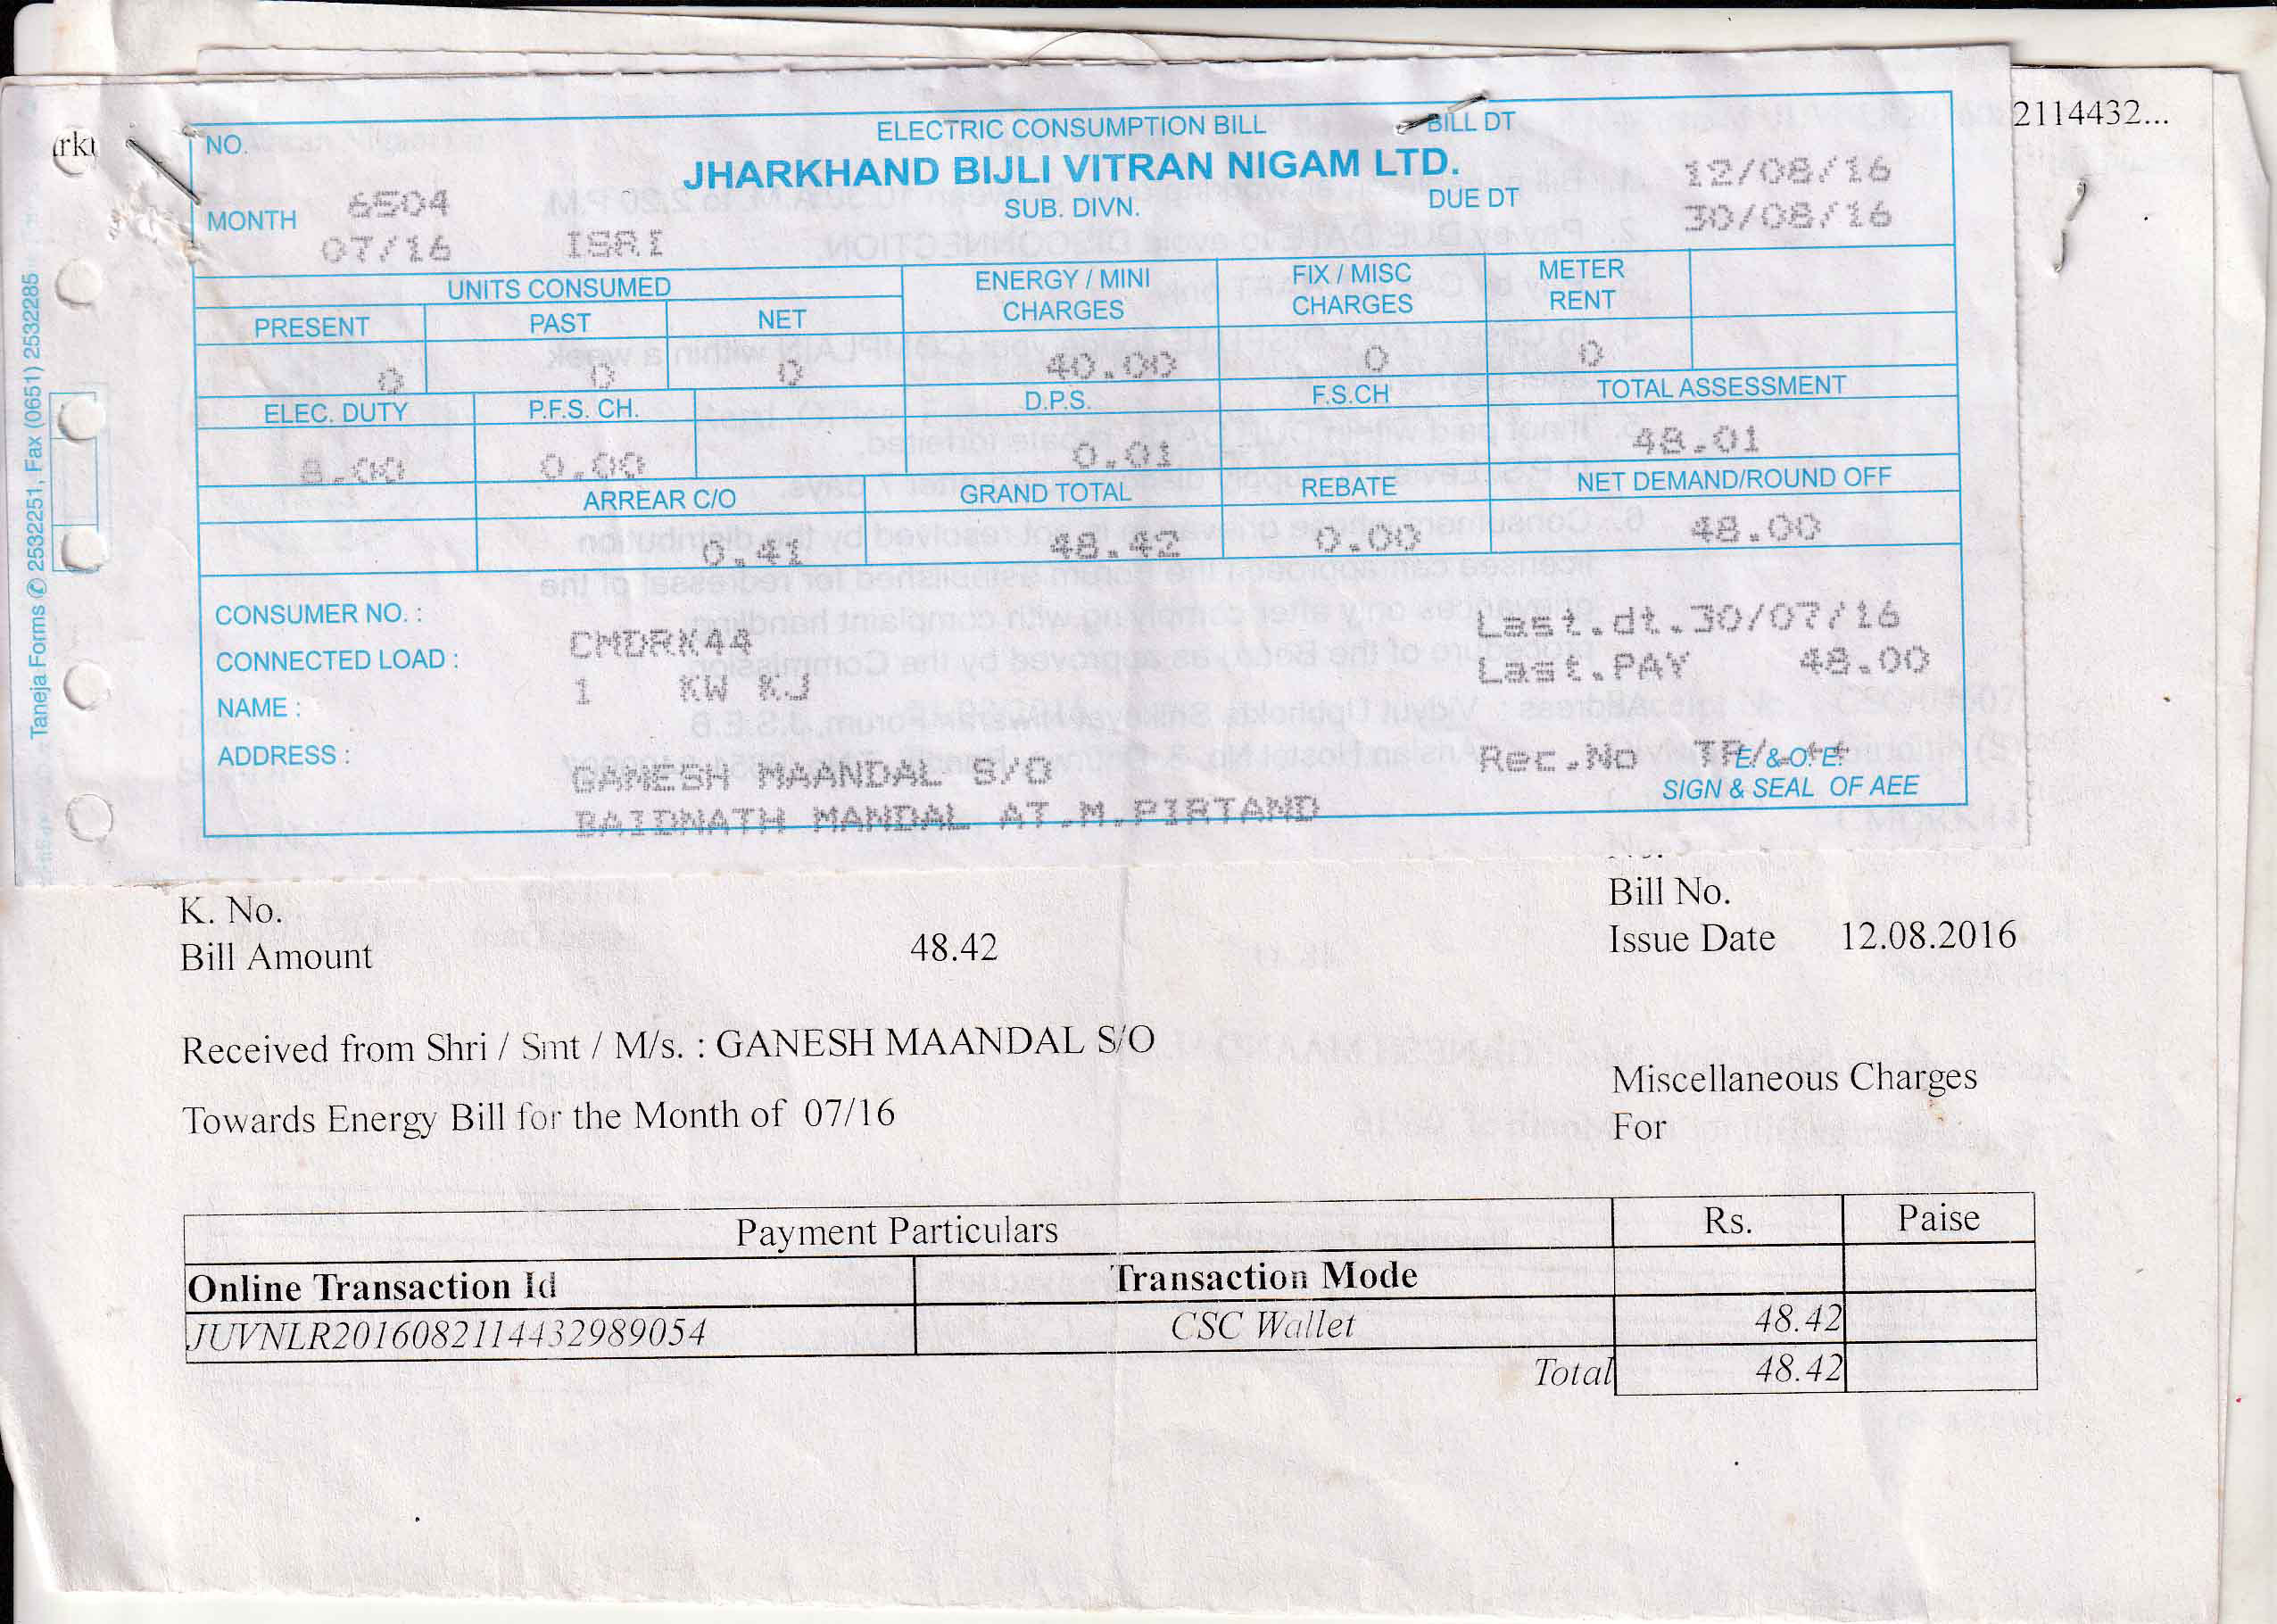 2114432...
NO.
ELECTRIC CONSUMPTION BILL
BILL DT
JHARKHAND BIJLI VITRAN NIGAM LTD.
12/08/16
6504
SUB. DIVN.
DUE DT
30/08/16
MONTH
07/16 ISRI
UNITS CONSUMED
ENERGY / MINI CHARGES
FIX / MISC CHARGES
METER RENT
PRESENT PAST NET
0 0 0 40.00 0 0
ELEC. DUTY P.F.S. CH. D.P.S. F.S.CH TOTAL ASSESSMENT
8.00 0.00 0.01 48.01
ARREAR C/O GRAND TOTAL REBATE NET DEMAND/ROUND OFF
0.41 48.42 0.00 48.00
CONSUMER NO. : CMDRK44 Last.dt.30/07/16
CONNECTED LOAD : 1 KW KJ Last.PAY 48.00
NAME :
ADDRESS : Rec.No E. & O. E.
GANESH MAANDAL S/O SIGN & SEAL OF AEE
BAIDNATH MANDAL AT.M.PIRTAND
Taneja Forms ✆ 2532251, Fax (0651) 2532285
K. No. Bill No.
Bill Amount 48.42 Issue Date 12.08.2016
Received from Shri / Smt / M/s. : GANESH MAANDAL S/O
Miscellaneous Charges
Towards Energy Bill for the Month of 07/16
For
Payment Particulars Rs. Paise
Online Transaction Id Transaction Mode
JUVNLR20160821114432989054 CSC Wallet 48.42
Total 48.42